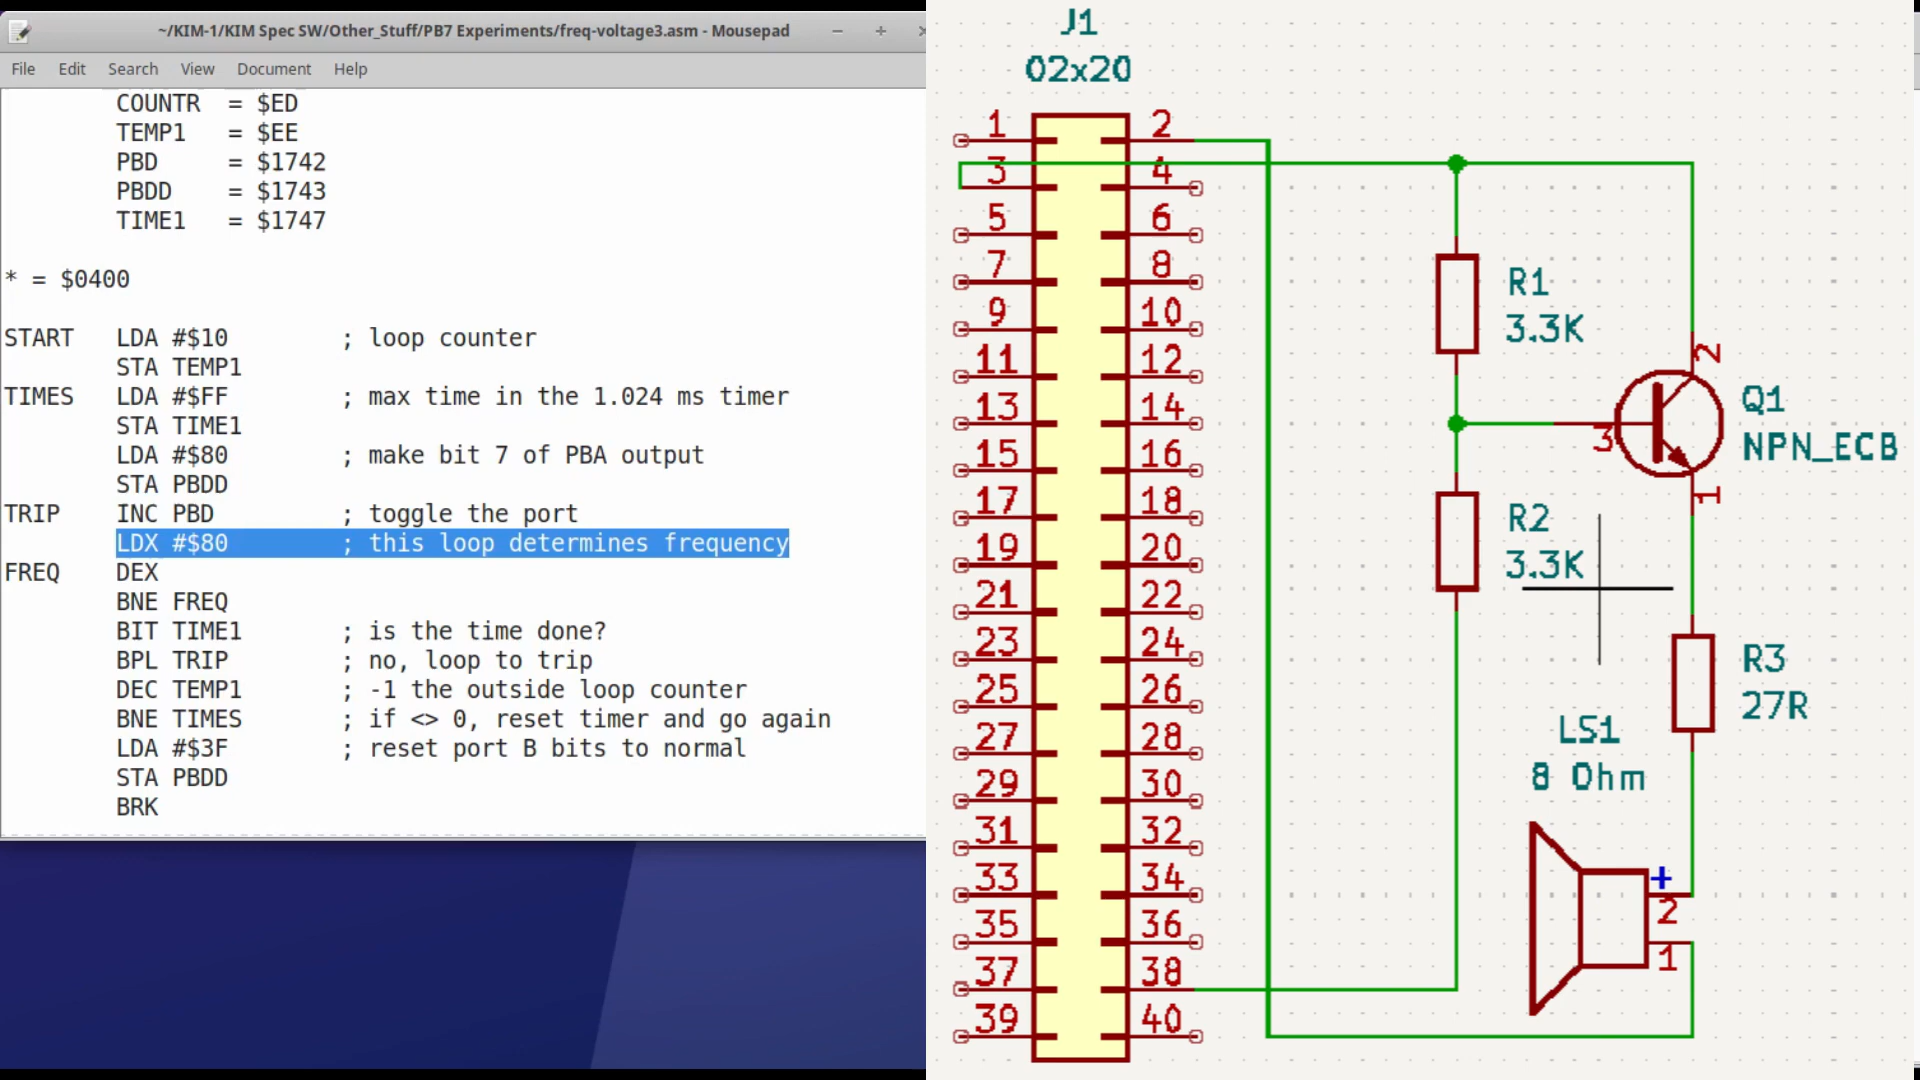 ~/KIM-1/KIM Spec SW/Other_Stuff/PB7 Experiments/freq-voltage3.asm - Mousepad
File Edit Search View Document Help
COUNTR = $ED
TEMP1 = $EE
PBD = $1742
PBDD = $1743
TIME1 = $1747
* = $0400
START LDA #$10 ; loop counter
STA TEMP1
TIMES LDA #$FF ; max time in the 1.024 ms timer
STA TIME1
LDA #$80 ; make bit 7 of PBA output
STA PBDD
TRIP INC PBD ; toggle the port
LDX #$80 ; this loop determines frequency
FREQ DEX
BNE FREQ
BIT TIME1 ; is the time done?
BPL TRIP ; no, loop to trip
DEC TEMP1 ; -1 the outside loop counter
BNE TIMES ; if <> 0, reset timer and go again
LDA #$3F ; reset port B bits to normal
STA PBDD
BRK
J1
02x20
1 2
3 4
5 6
7 8
9 10
11 12
13 14
15 16
17 18
19 20
21 22
23 24
25 26
27 28
29 30
31 32
33 34
35 36
37 38
39 40
R1
3.3K
2
Q1
NPN_ECB
3
1
R2
3.3K
R3
27R
LS1
8 Ohm
+
2
1